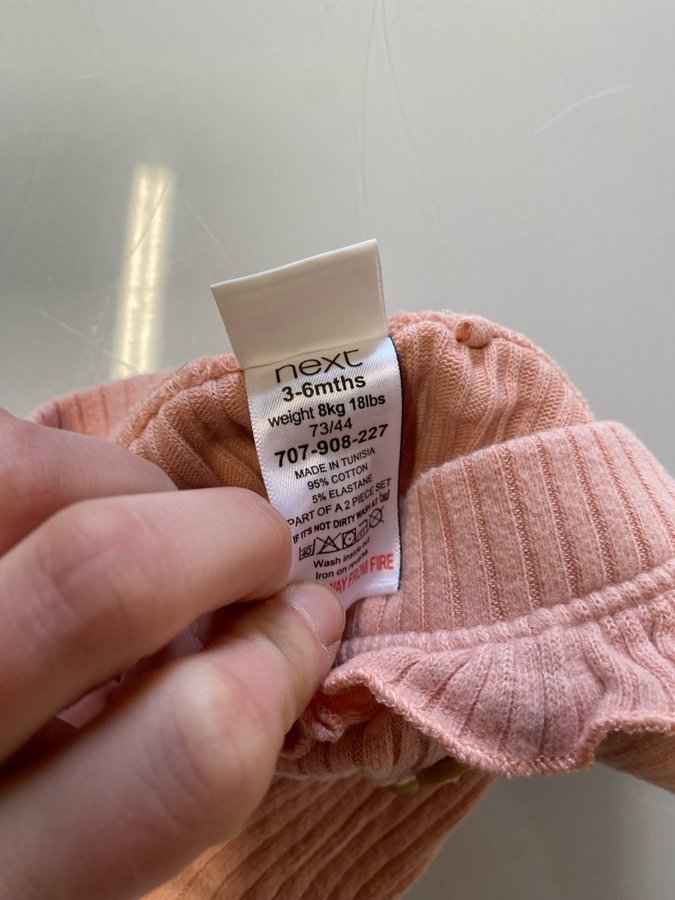 next
3-6mths
weight 8kg 18lbs
73/44
707-908-227
MADE IN TUNISIA
95% COTTON
5% ELASTANE
PART OF A 2 PIECE SET
IF IT'S NOT DIRTY WASH AT 30
40
Wash inside out
Iron on reverse
AWAY FROM FIRE